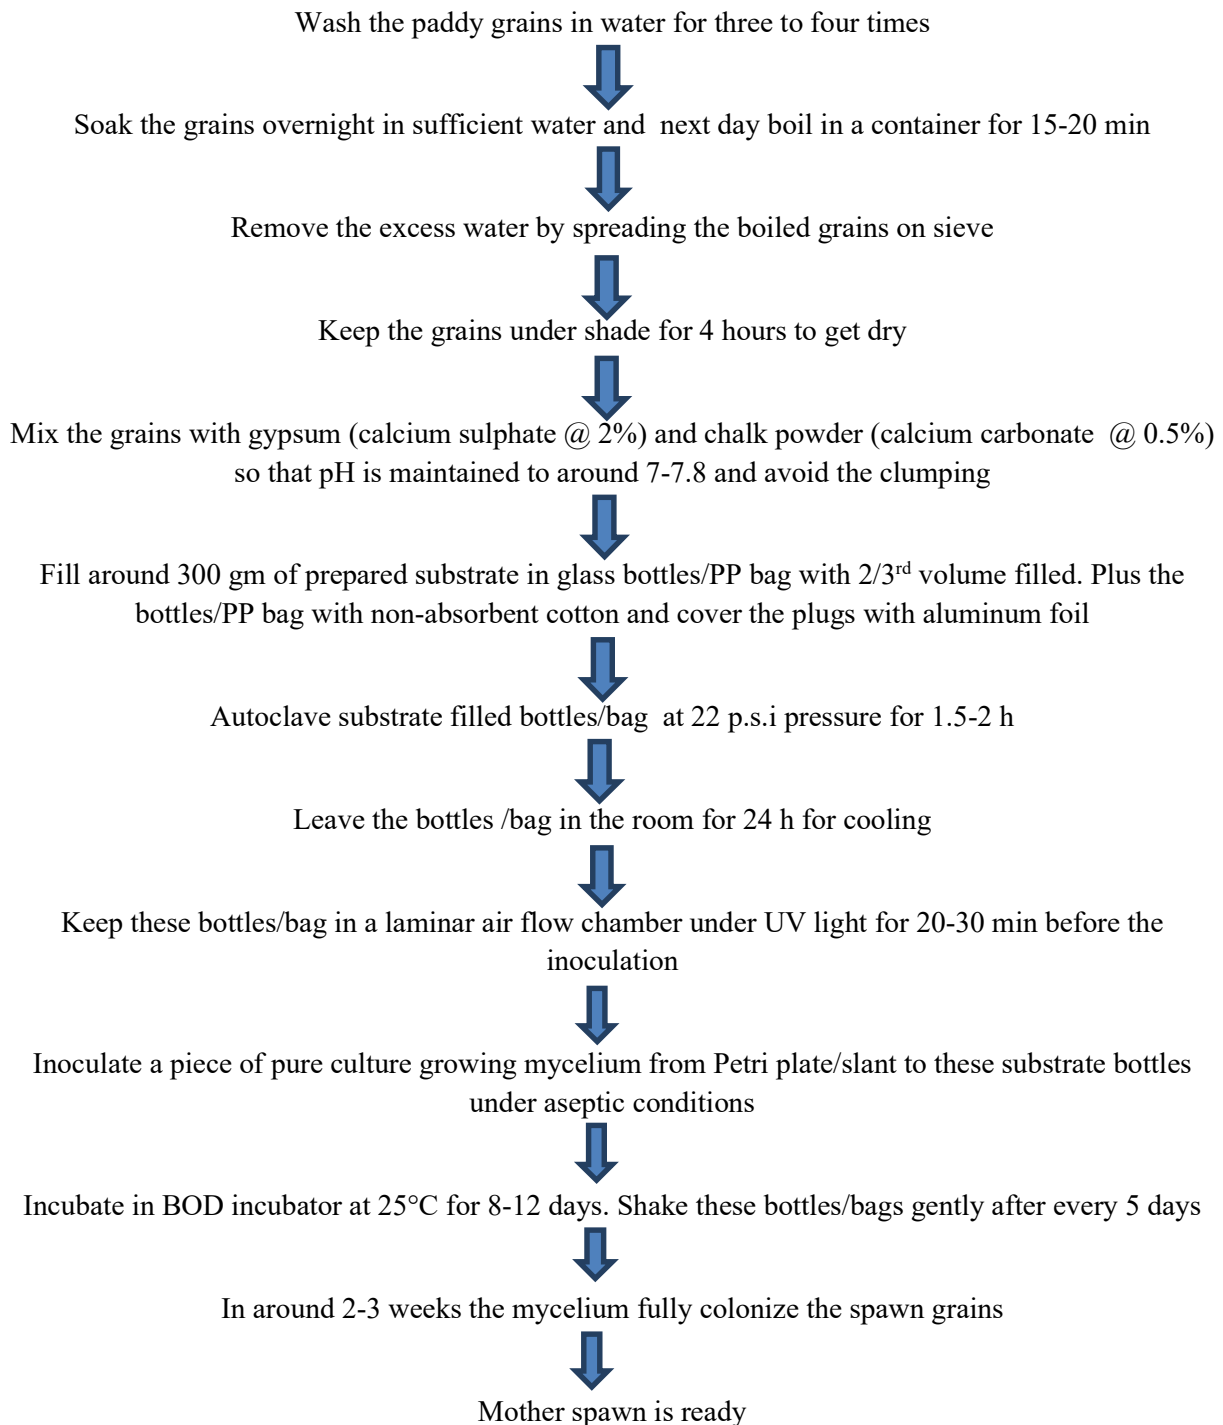 Wash the paddy grains in water for three to four times
Soak the grains overnight in sufficient water and  next day boil in a container for 15-20 min
Remove the excess water by spreading the boiled grains on sieve
Keep the grains under shade for 4 hours to get dry
Mix the grains with gypsum (calcium sulphate @ 2%) and chalk powder (calcium carbonate  @ 0.5%)
so that pH is maintained to around 7-7.8 and avoid the clumping
Fill around 300 gm of prepared substrate in glass bottles/PP bag with 2/3rd volume filled. Plus the
bottles/PP bag with non-absorbent cotton and cover the plugs with aluminum foil
Autoclave substrate filled bottles/bag  at 22 p.s.i pressure for 1.5-2 h
Leave the bottles /bag in the room for 24 h for cooling
Keep these bottles/bag in a laminar air flow chamber under UV light for 20-30 min before the
inoculation
Inoculate a piece of pure culture growing mycelium from Petri plate/slant to these substrate bottles
under aseptic conditions
Incubate in BOD incubator at 25°C for 8-12 days. Shake these bottles/bags gently after every 5 days
In around 2-3 weeks the mycelium fully colonize the spawn grains
Mother spawn is ready